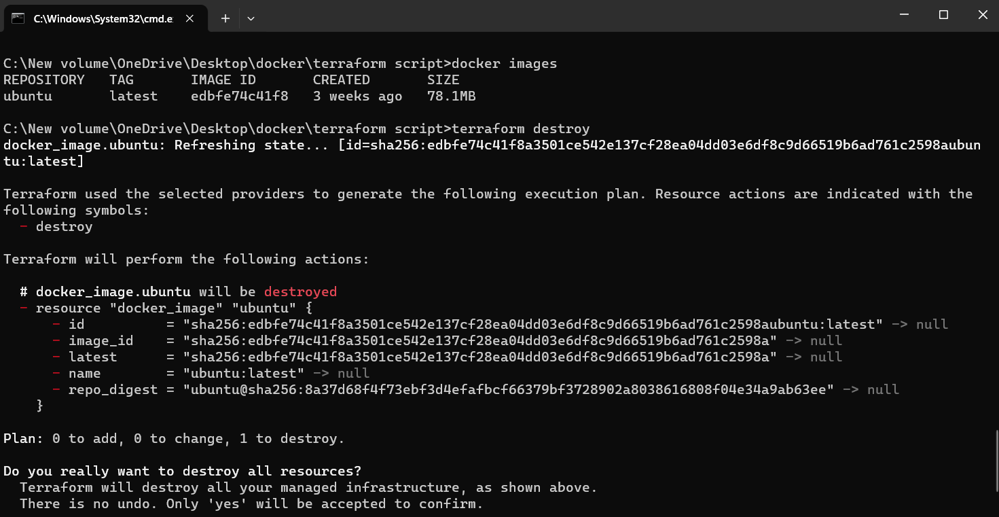 C:\Windows\System32\cmd.e
C:\New volume\OneDrive\Desktop\docker\terraform script>docker images
REPOSITORY   TAG       IMAGE ID       CREATED       SIZE
ubuntu       latest    edbfe74c41f8   3 weeks ago   78.1MB
C:\New volume\OneDrive\Desktop\docker\terraform script>terraform destroy
docker_image.ubuntu: Refreshing state... [id=sha256:edbfe74c41f8a3501ce542e137cf28ea04dd03e6df8c9d66519b6ad761c2598aubun
tu:latest]
Terraform used the selected providers to generate the following execution plan. Resource actions are indicated with the
following symbols:
  - destroy
Terraform will perform the following actions:
  # docker_image.ubuntu will be destroyed
  - resource "docker_image" "ubuntu" {
      - id          = "sha256:edbfe74c41f8a3501ce542e137cf28ea04dd03e6df8c9d66519b6ad761c2598aubuntu:latest" -> null
      - image_id    = "sha256:edbfe74c41f8a3501ce542e137cf28ea04dd03e6df8c9d66519b6ad761c2598a" -> null
      - latest      = "sha256:edbfe74c41f8a3501ce542e137cf28ea04dd03e6df8c9d66519b6ad761c2598a" -> null
      - name        = "ubuntu:latest" -> null
      - repo_digest = "ubuntu@sha256:8a37d68f4f73ebf3d4efafbcf66379bf3728902a8038616808f04e34a9ab63ee" -> null
    }
Plan: 0 to add, 0 to change, 1 to destroy.
Do you really want to destroy all resources?
  Terraform will destroy all your managed infrastructure, as shown above.
  There is no undo. Only 'yes' will be accepted to confirm.